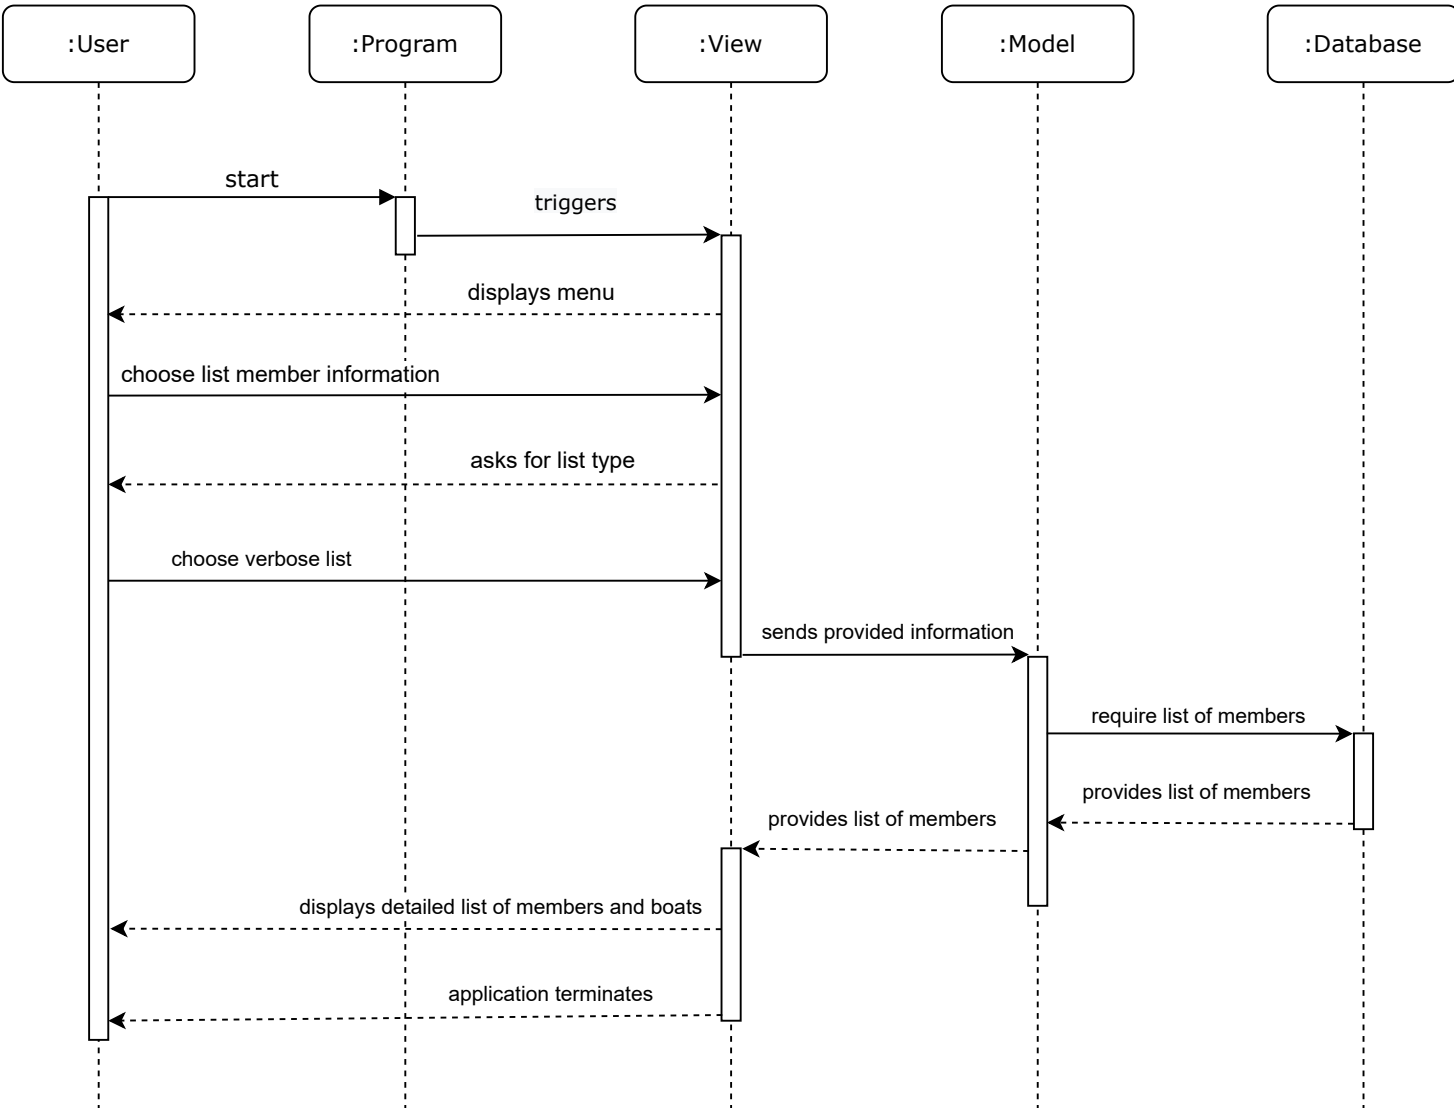 :User
:Program
:View
:Model
:Database
start
triggers
displays menu
choose list member information
asks for list type
choose verbose list
sends provided information
require list of members
provides list of members
provides list of members
displays detailed list of members and boats
application terminates